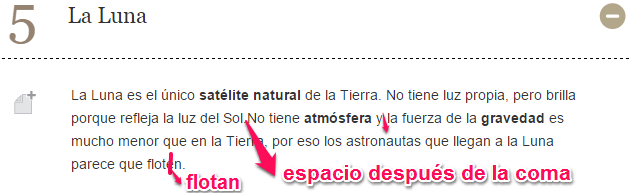 5 La Luna
La Luna es el único satélite natural de la Tierra. No tiene luz propia, pero brilla
porque refleja la luz del Sol.No tiene atmósfera y la fuerza de la gravedad es
mucho menor que en la Tierra, por eso los astronautas que llegan a la Luna
parece que floten.
flotan
espacio después de la coma